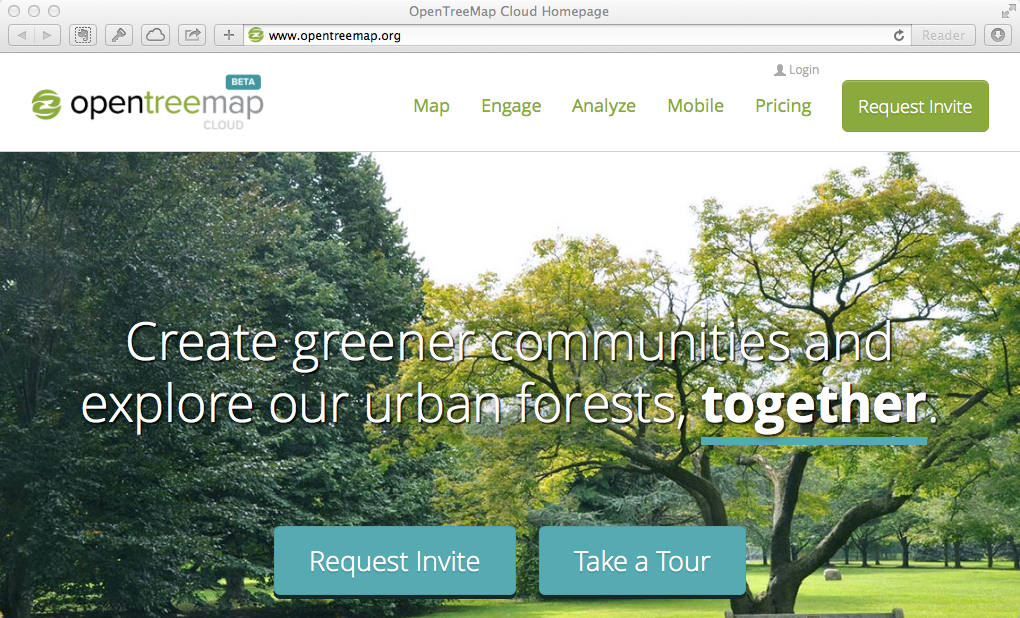 OpenTreeMap Cloud Homepage
www.opentreemap.org
Reader
Login
BETA
opentreemap
CLOUD
Map Engage Analyze Mobile Pricing Request Invite
Create greener communities and
explore our urban forests, together.
Request Invite Take a Tour